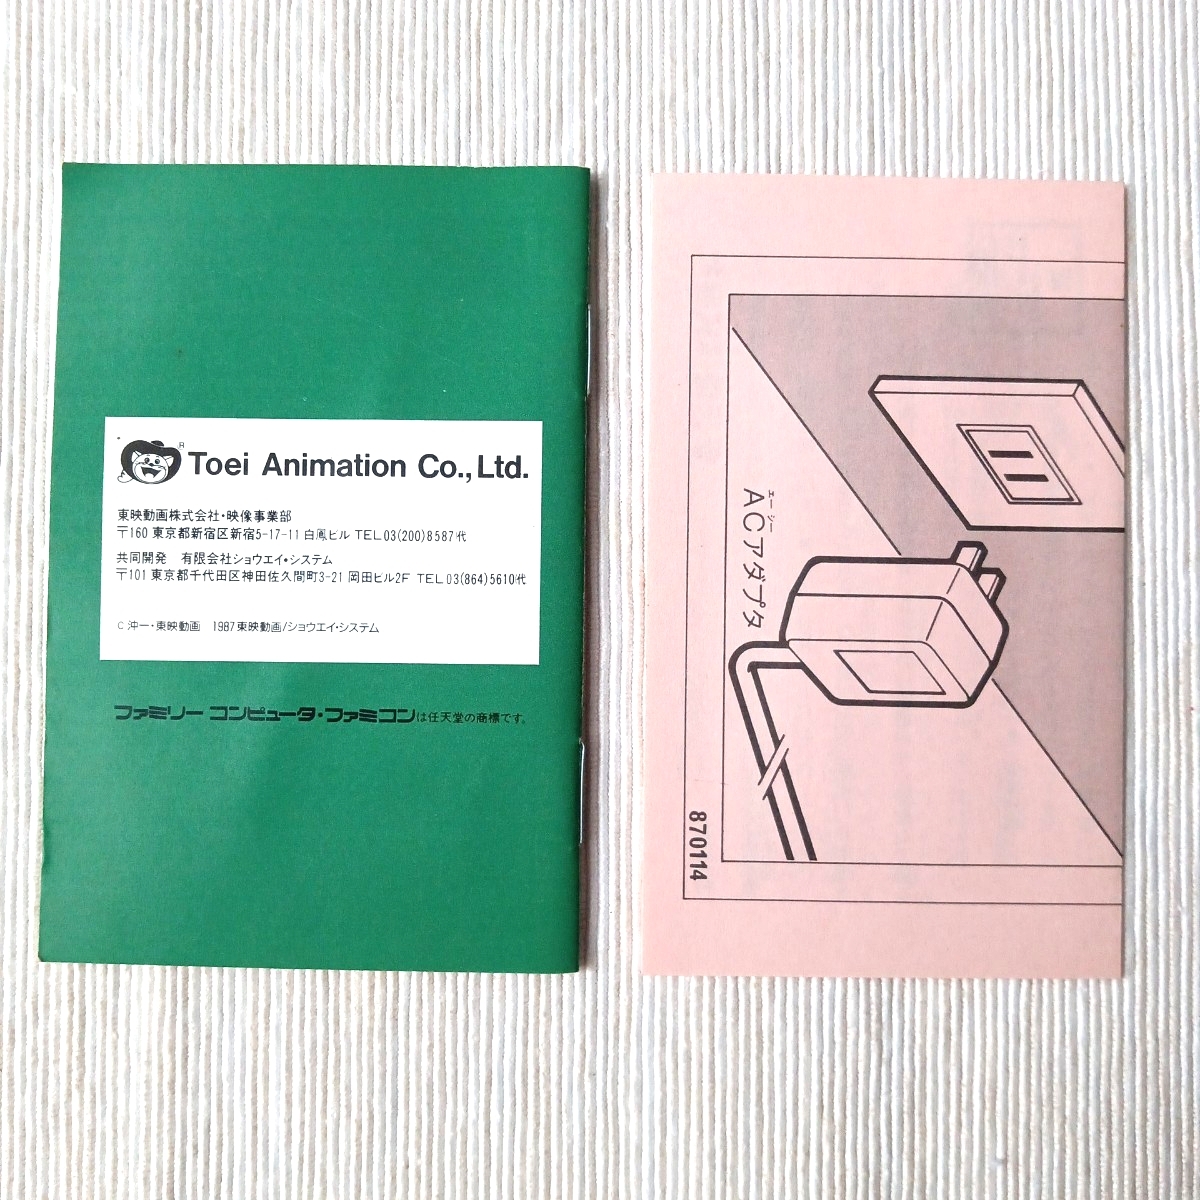 R
Toei Animation Co.,Ltd.
東映動画株式会社・映像事業部
〒160 東京都新宿区新宿5-17-11 白鳳ビル TEL03(200)8587代
共同開発 有限会社ショウエイ・システム
〒101 東京都千代田区神田佐久間町3-21 岡田ビル2F TEL03(864)5610代
C 沖一・東映動画 1987東映動画/ショウエイ・システム
ファミリー コンピュータ・ファミコンは任天堂の商標です。
エー シー
ACアダプタ
870114